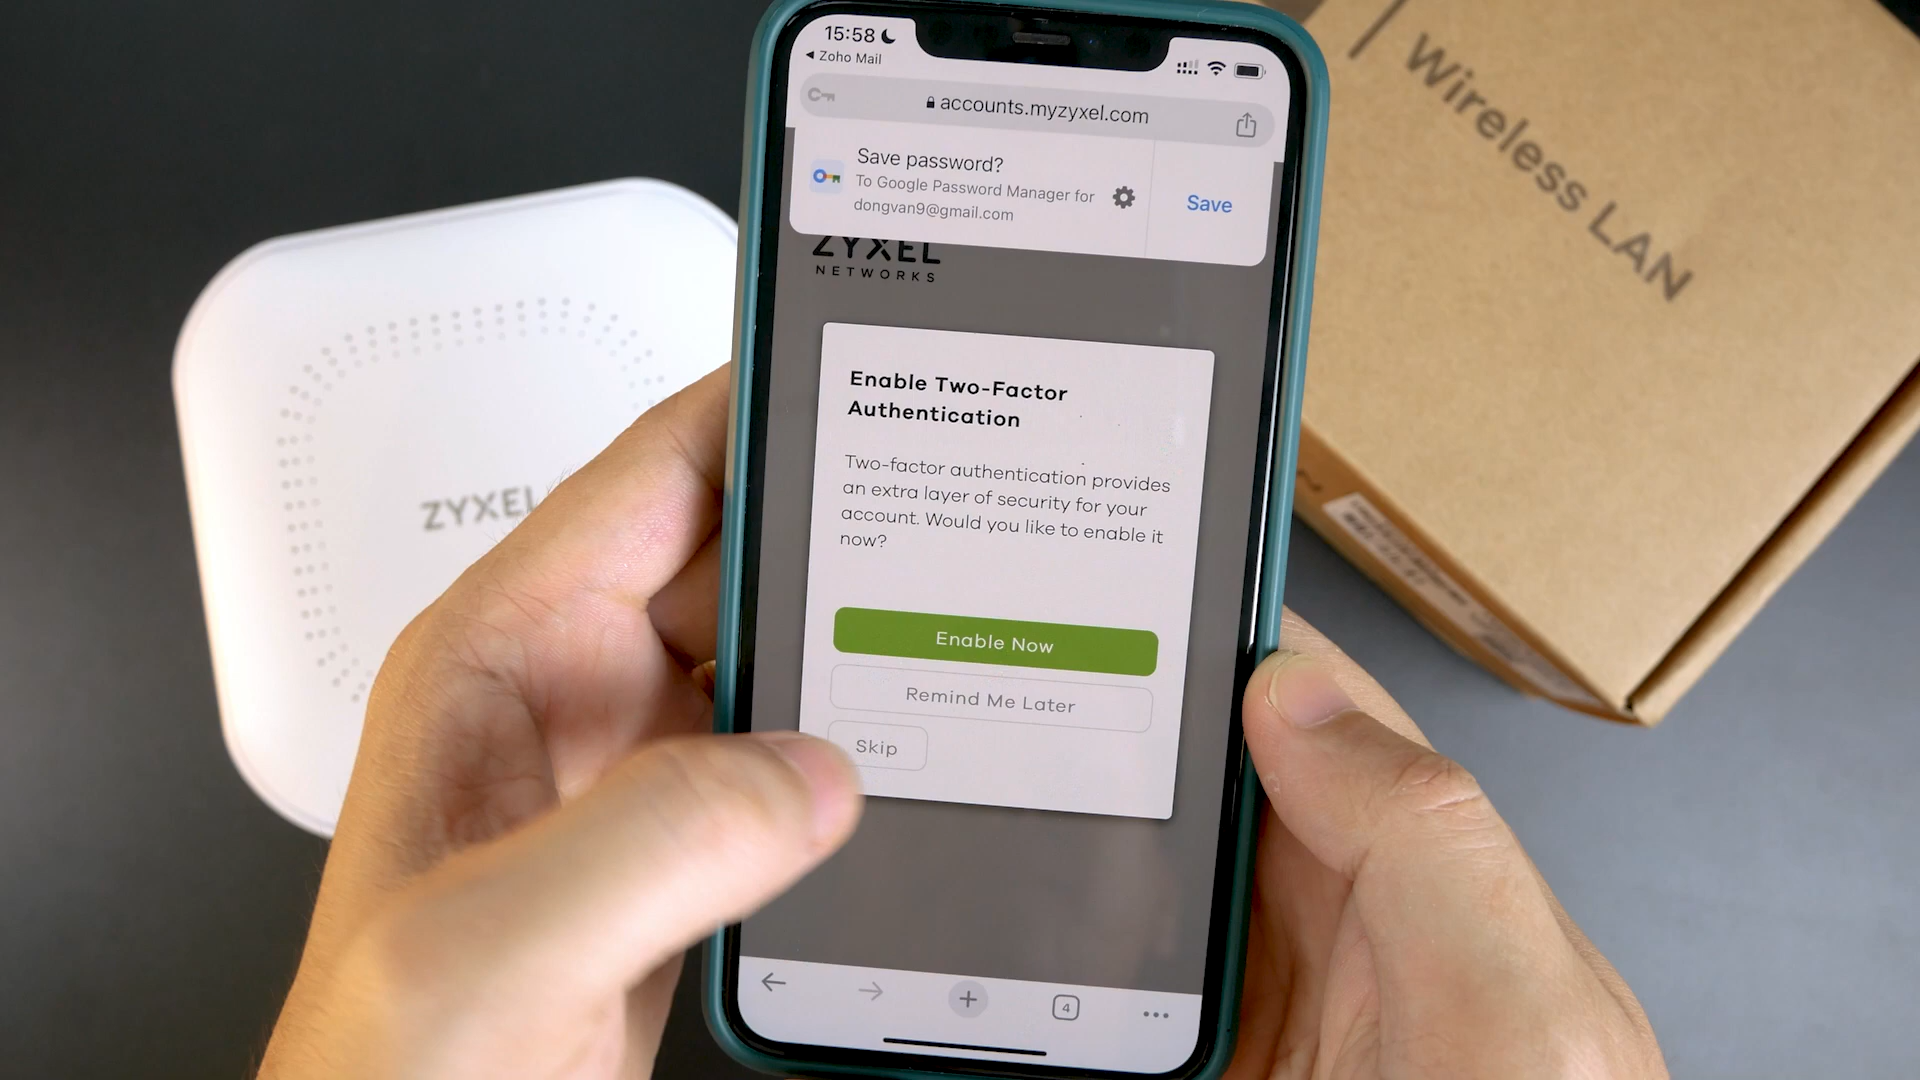 15:58
Zoho Mail
accounts.myzyxel.com
Save password?
To Google Password Manager for
dongvan9@gmail.com
Save
ZYXEL
NETWORKS
Enable Two-Factor
Authentication
Two-factor authentication provides
an extra layer of security for your
account. Would you like to enable it
now?
Enable Now
Remind Me Later
Skip
4
ZYXEL
Wireless LAN